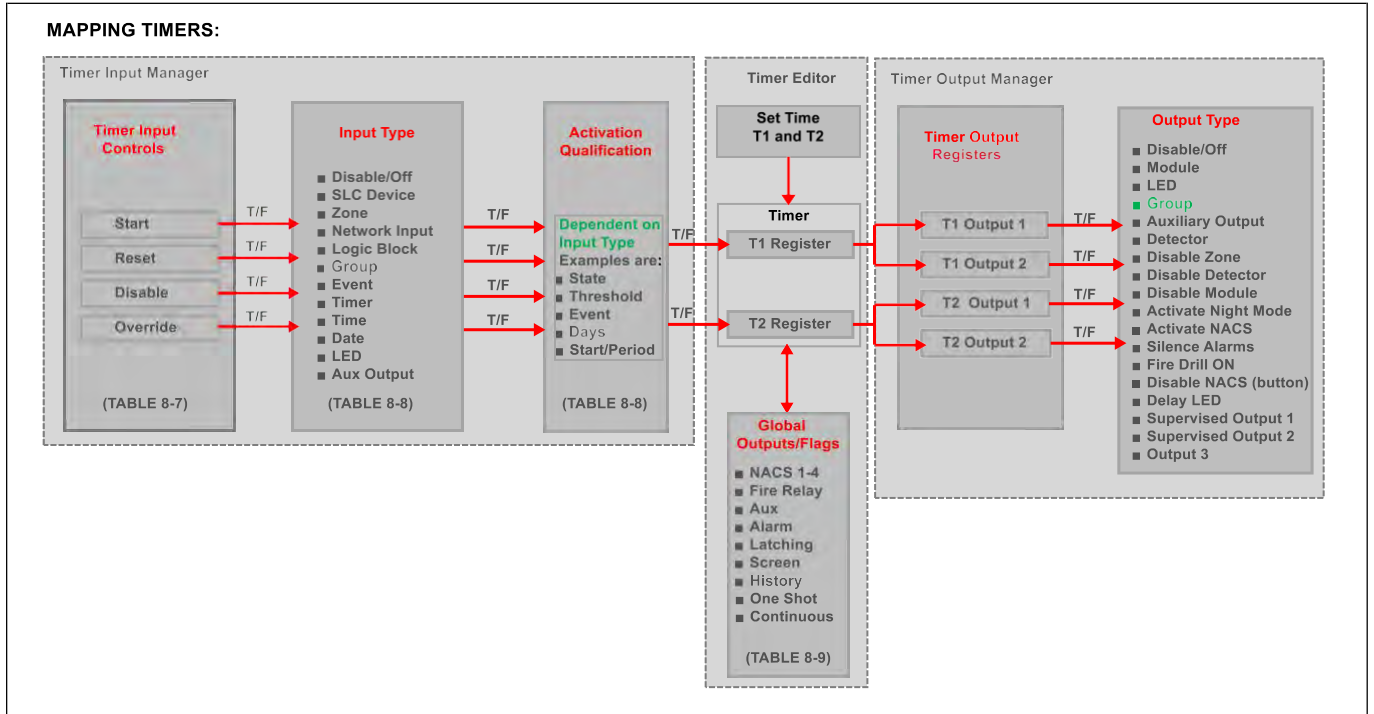 MAPPING TIMERS:
Timer Input Manager
Timer Input
Controls
Start
Reset
Disable
Override
(TABLE 8-7)
T/F
T/F
T/F
T/F
Input Type
■ Disable/Off
■ SLC Device
■ Zone
■ Network Input
■ Logic Block
■ Group
■ Event
■ Timer
■ Time
■ Date
■ LED
■ Aux Output
(TABLE 8-8)
T/F
T/F
T/F
T/F
Activation
Qualification
Dependent on
Input Type
Examples are:
■ State
■ Threshold
■ Event
■ Days
■ Start/Period
(TABLE 8-8)
T/F
T/F
Timer Editor
Set Time
T1 and T2
Timer
T1 Register
T2 Register
Global
Outputs/Flags
■ NACS 1-4
■ Fire Relay
■ Aux
■ Alarm
■ Latching
■ Screen
■ History
■ One Shot
■ Continuous
(TABLE 8-9)
Timer Output Manager
Timer Output
Registers
T1 Output 1
T1 Output 2
T2 Output 1
T2 Output 2
T/F
T/F
T/F
T/F
Output Type
■ Disable/Off
■ Module
■ LED
■ Group
■ Auxiliary Output
■ Detector
■ Disable Zone
■ Disable Detector
■ Disable Module
■ Activate Night Mode
■ Activate NACS
■ Silence Alarms
■ Fire Drill ON
■ Disable NACS (button)
■ Delay LED
■ Supervised Output 1
■ Supervised Output 2
■ Output 3